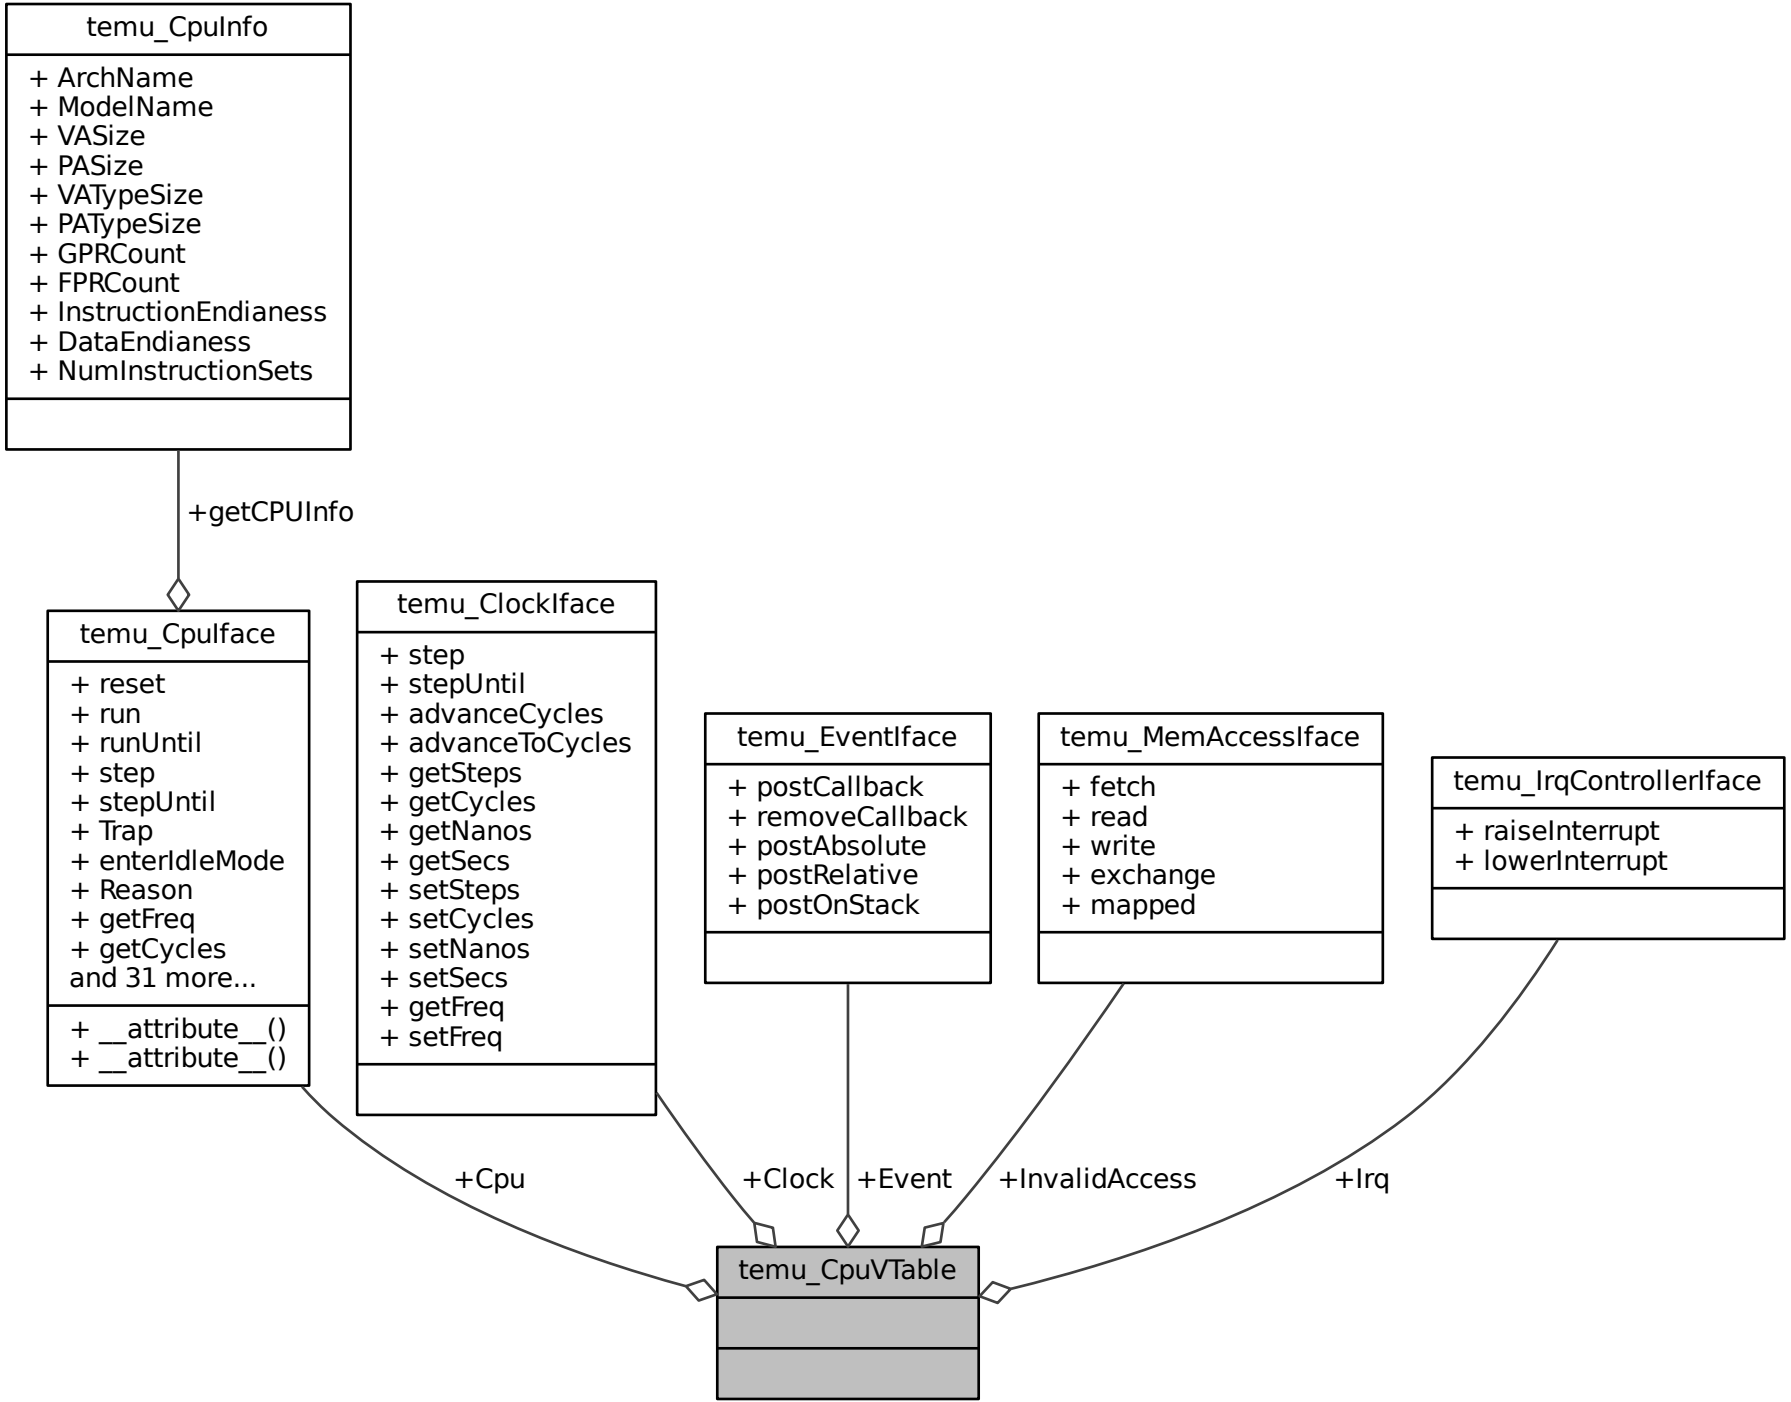 temu_CpuInfo
+ ArchName
+ ModelName
+ VASize
+ PASize
+ VATypeSize
+ PATypeSize
+ GPRCount
+ FPRCount
+ InstructionEndianess
+ DataEndianess
+ NumInstructionSets
+getCPUInfo
temu_CpuIface
+ reset
+ run
+ runUntil
+ step
+ stepUntil
+ Trap
+ enterIdleMode
+ Reason
+ getFreq
+ getCycles
and 31 more...
+ __attribute__()
+ __attribute__()
temu_ClockIface
+ step
+ stepUntil
+ advanceCycles
+ advanceToCycles
+ getSteps
+ getCycles
+ getNanos
+ getSecs
+ setSteps
+ setCycles
+ setNanos
+ setSecs
+ getFreq
+ setFreq
temu_EventIface
+ postCallback
+ removeCallback
+ postAbsolute
+ postRelative
+ postOnStack
temu_MemAccessIface
+ fetch
+ read
+ write
+ exchange
+ mapped
temu_IrqControllerIface
+ raiseInterrupt
+ lowerInterrupt
+Cpu
+Clock
+Event
+InvalidAccess
+Irq
temu_CpuVTable